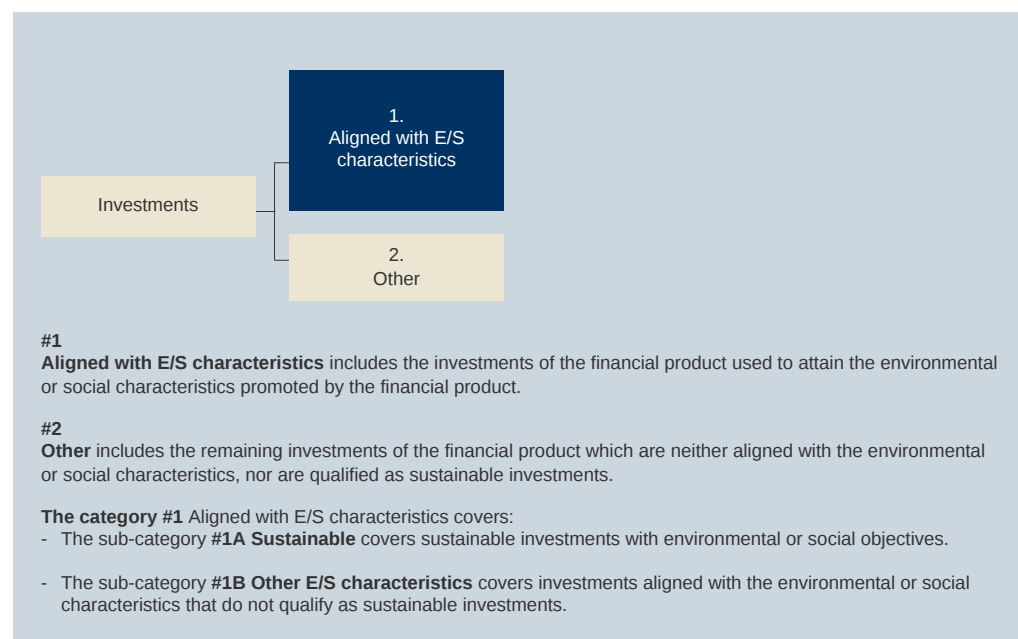 1.
Aligned with E/S
characteristics
Investments
2.
Other
#1
Aligned with E/S characteristics includes the investments of the financial product used to attain the environmental
or social characteristics promoted by the financial product.
#2
Other includes the remaining investments of the financial product which are neither aligned with the environmental
or social characteristics, nor are qualified as sustainable investments.
The category #1 Aligned with E/S characteristics covers:
- The sub-category #1A Sustainable covers sustainable investments with environmental or social objectives.
- The sub-category #1B Other E/S characteristics covers investments aligned with the environmental or social
characteristics that do not qualify as sustainable investments.